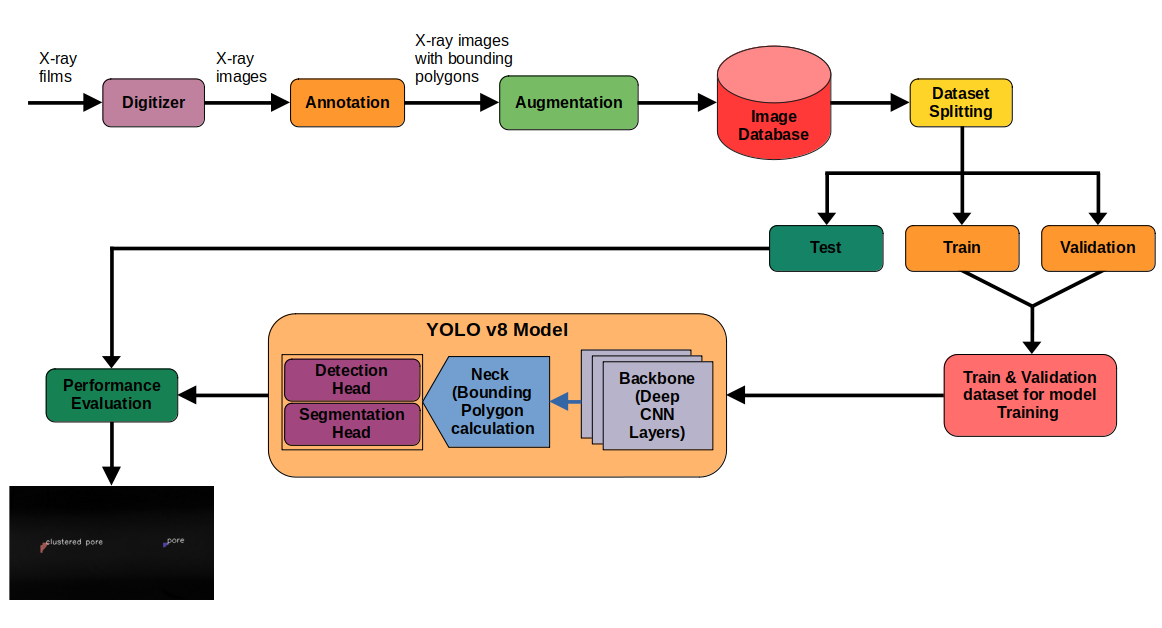 X-ray
films
Digitizer
X-ray
images
Annotation
X-ray images
with bounding
polygons
Augmentation
Image
Database
Dataset
Splitting
Test
Train
Validation
YOLO v8 Model
Detection
Head
Segmentation
Head
Neck
(Bounding
Polygon
calculation)
Backbone
(Deep
CNN
Layers)
Train & Validation
dataset for model
Training
Performance
Evaluation
clustered pore
pore